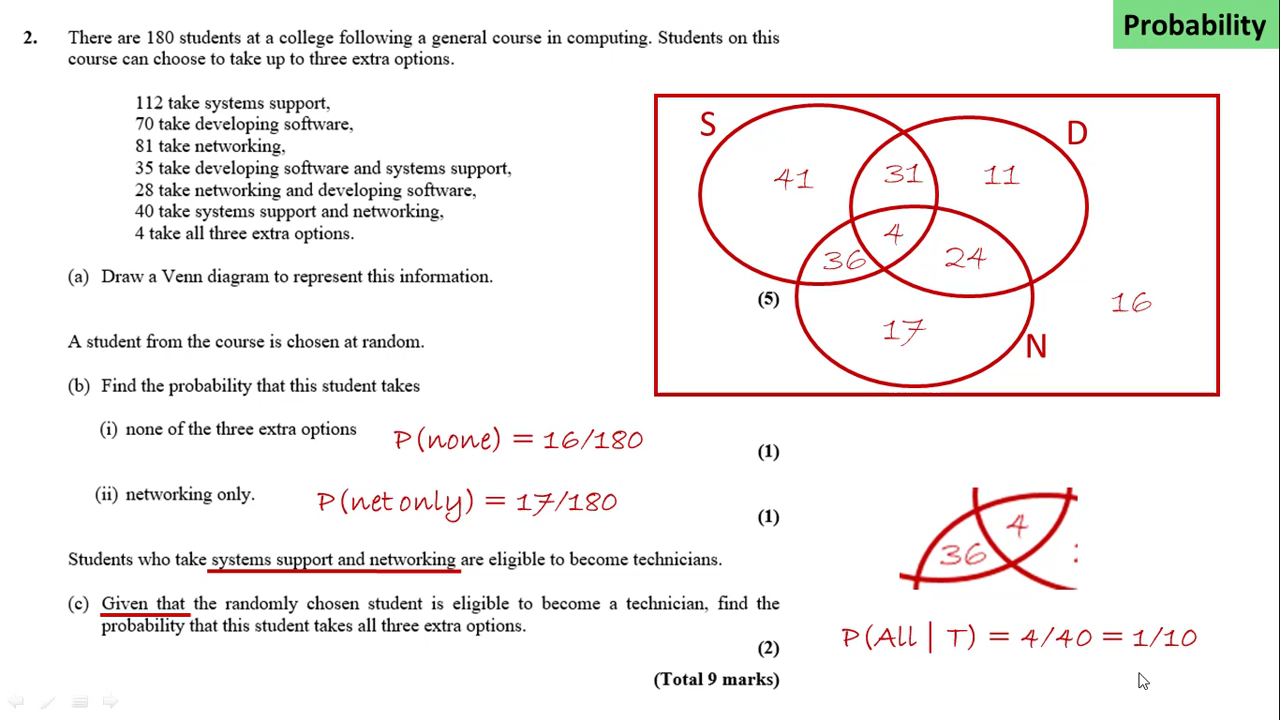 Probability
2. There are 180 students at a college following a general course in computing. Students on this
course can choose to take up to three extra options.
112 take systems support,
70 take developing software,
81 take networking,
35 take developing software and systems support,
28 take networking and developing software,
40 take systems support and networking,
4 take all three extra options.
(a) Draw a Venn diagram to represent this information.
(5)
S
D
41
31
11
4
36
24
16
17
N
A student from the course is chosen at random.
(b) Find the probability that this student takes
(i) none of the three extra options
P(none) = 16/180
(1)
(ii) networking only.
P(net only) = 17/180
(1)
Students who take systems support and networking are eligible to become technicians.
(c) Given that the randomly chosen student is eligible to become a technician, find the
probability that this student takes all three extra options.
(2)
4
36
P(All | T) = 4/40 = 1/10
(Total 9 marks)